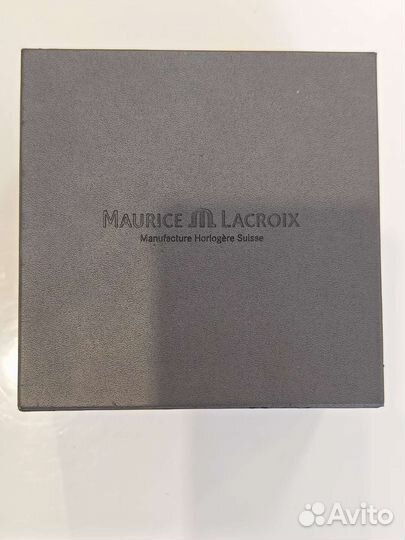 MAURICE LACROIX
Manufacture Horlogère Suisse
Avito